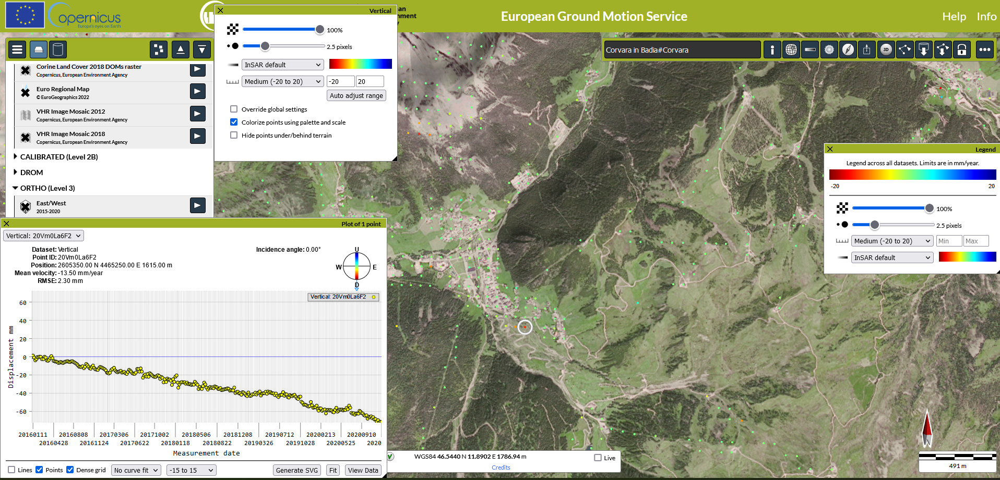 opernicus
Europe's eyes on Earth
an
nment
y
European Ground Motion Service
Help Info
Vertical
100%
2.5 pixels
InSAR default
Medium (-20 to 20) -20 20
Auto adjust range
Override global settings
Colorize points using palette and scale
Hide points under/behind terrain
Corine Land Cover 2018 DOMs raster
Copernicus, European Environment Agency
Euro Regional Map
© EuroGeographics 2022
VHR Image Mosaic 2012
Copernicus, European Environment Agency
VHR Image Mosaic 2018
Copernicus, European Environment Agency
CALIBRATED (Level 2B)
DROM
ORTHO (Level 3)
East/West
2015-2020
Corvara in Badia#Corvara
3D
Legend
Legend across all datasets. Limits are in mm/year.
-20 20
100%
2.5 pixels
Medium (-20 to 20) Min Max
InSAR default
Plot of 1 point
Vertical: 20Vm0La6F2
Dataset: Vertical
Point ID: 20Vm0La6F2
Position: 2605350.00 N 4465250.00 E 1615.00 m
Mean velocity: -13.50 mm/year
RMSE: 2.30 mm
Incidence angle: 0.00°
U
W E
D
Vertical: 20Vm0La6F2
60
40
20
0
-20
-40
-60
Displacement mm
20160111 20160808 20170306 20171002 20180506 20181208 20190712 20200213 20200910
20160428 20161124 20170622 20180118 20180822 20190326 20191028 20200525 2020
Measurement date
Lines Points Dense grid No curve fit -15 to 15 Generate SVG Fit View Data
WGS84 46.5440 N 11.8902 E 1786.94 m Live
Credits
491 m